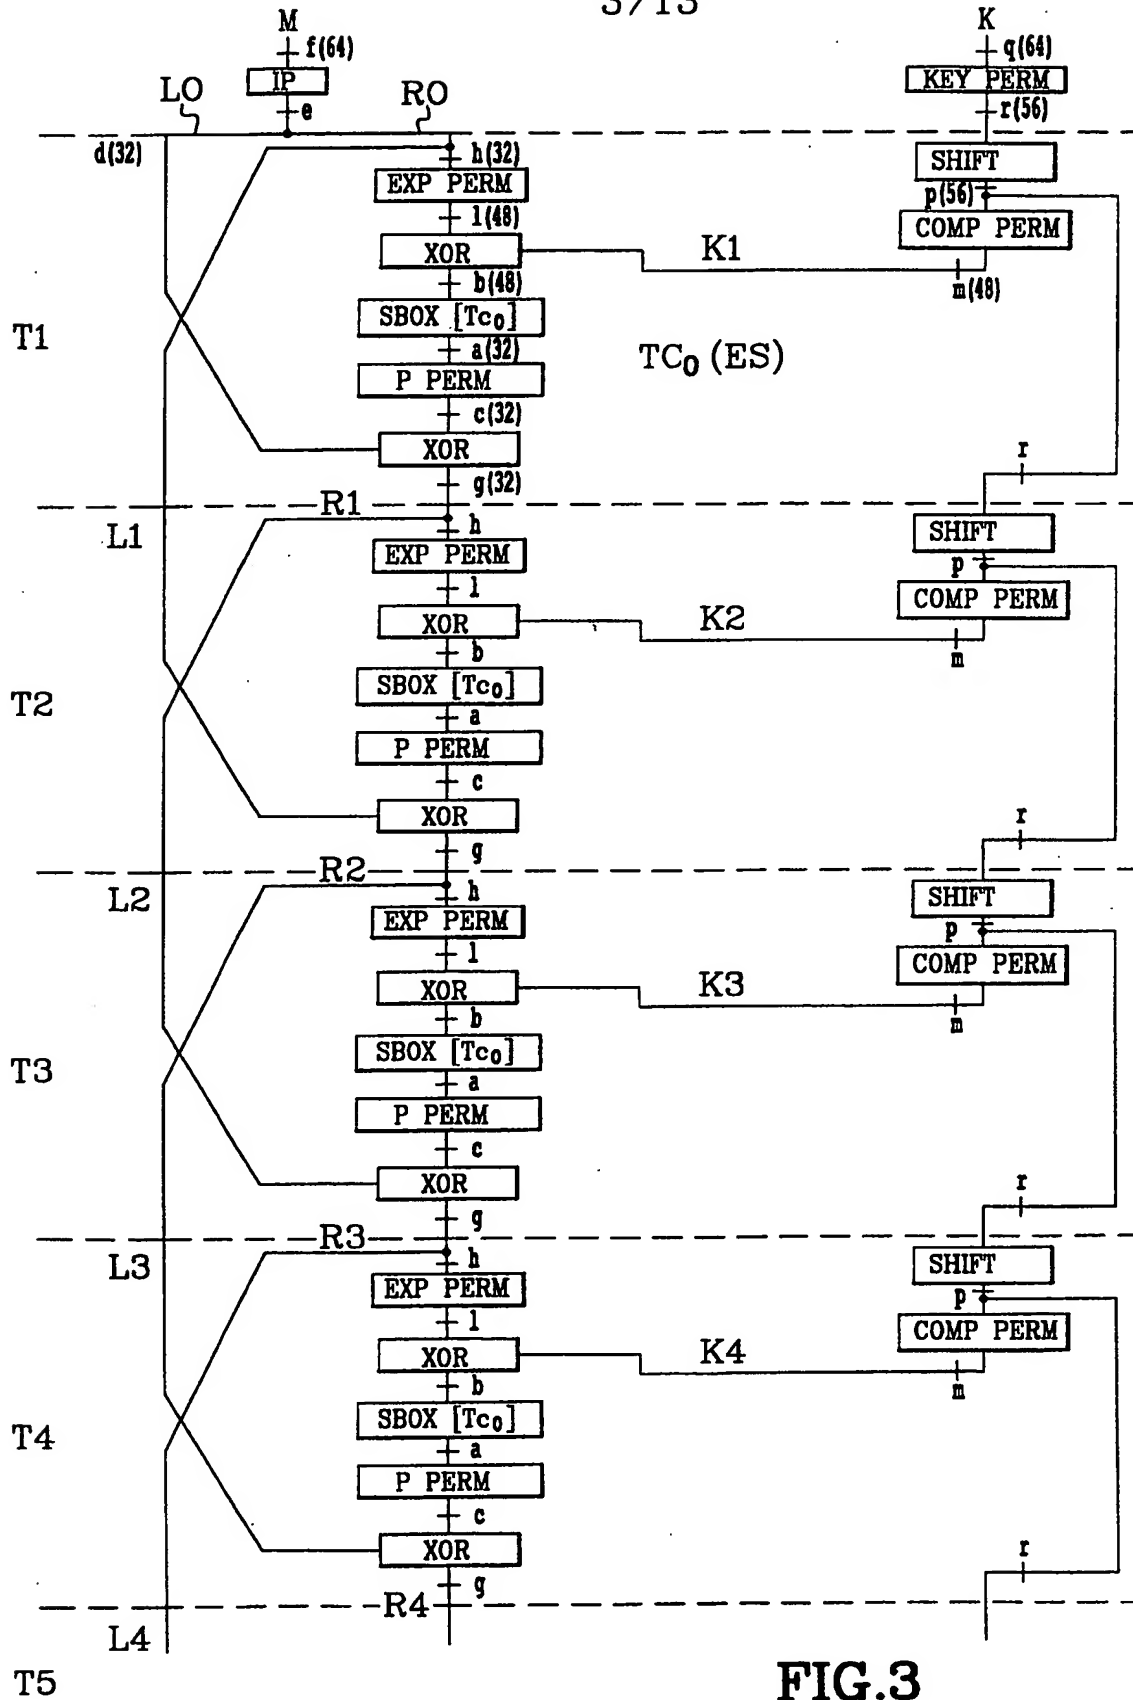 3/13
M
K
f(64)
q(64)
IP
KEY PERM
L0
R0
e
r(56)
d(32)
h(32)
SHIFT
EXP PERM
p(56)
l(48)
COMP PERM
XOR
K1
b(48)
m(48)
SBOX [Tc₀]
T1
a(32)
TC₀ (ES)
P PERM
c(32)
XOR
r
g(32)
R1
L1
h
SHIFT
EXP PERM
p
l
COMP PERM
XOR
K2
b
m
SBOX [Tc₀]
T2
a
P PERM
c
XOR
r
g
R2
L2
h
SHIFT
EXP PERM
p
l
COMP PERM
XOR
K3
b
m
SBOX [Tc₀]
T3
a
P PERM
c
XOR
r
g
R3
L3
h
SHIFT
EXP PERM
p
l
COMP PERM
XOR
K4
b
m
SBOX [Tc₀]
T4
a
P PERM
c
XOR
r
g
R4
L4
T5
FIG.3